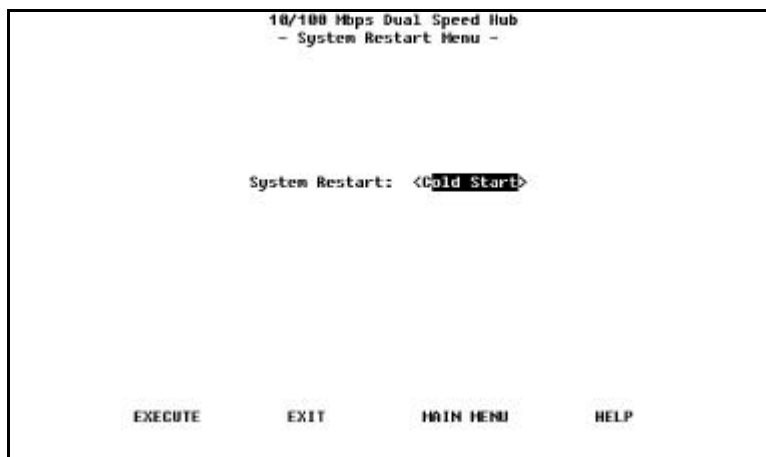 10/100 Mbps Dual Speed Hub
- System Restart Menu -
System Restart: <Cold Start>
EXECUTE EXIT MAIN MENU HELP